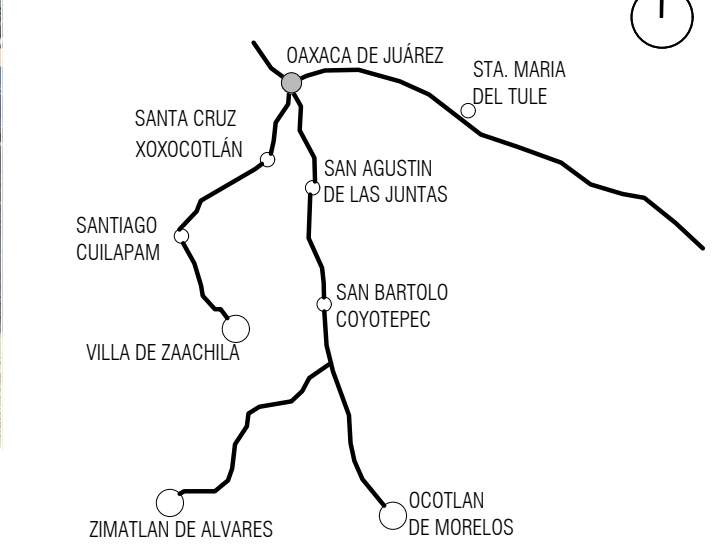 OAXACA DE JUÁREZ
STA. MARIA
DEL TULE
SANTA CRUZ
XOXOCOTLÁN
SAN AGUSTIN
DE LAS JUNTAS
SANTIAGO
CUILAPAM
SAN BARTOLO
COYOTEPEC
VILLA DE ZAACHILA
OCOTLAN
DE MORELOS
ZIMATLAN DE ALVARES